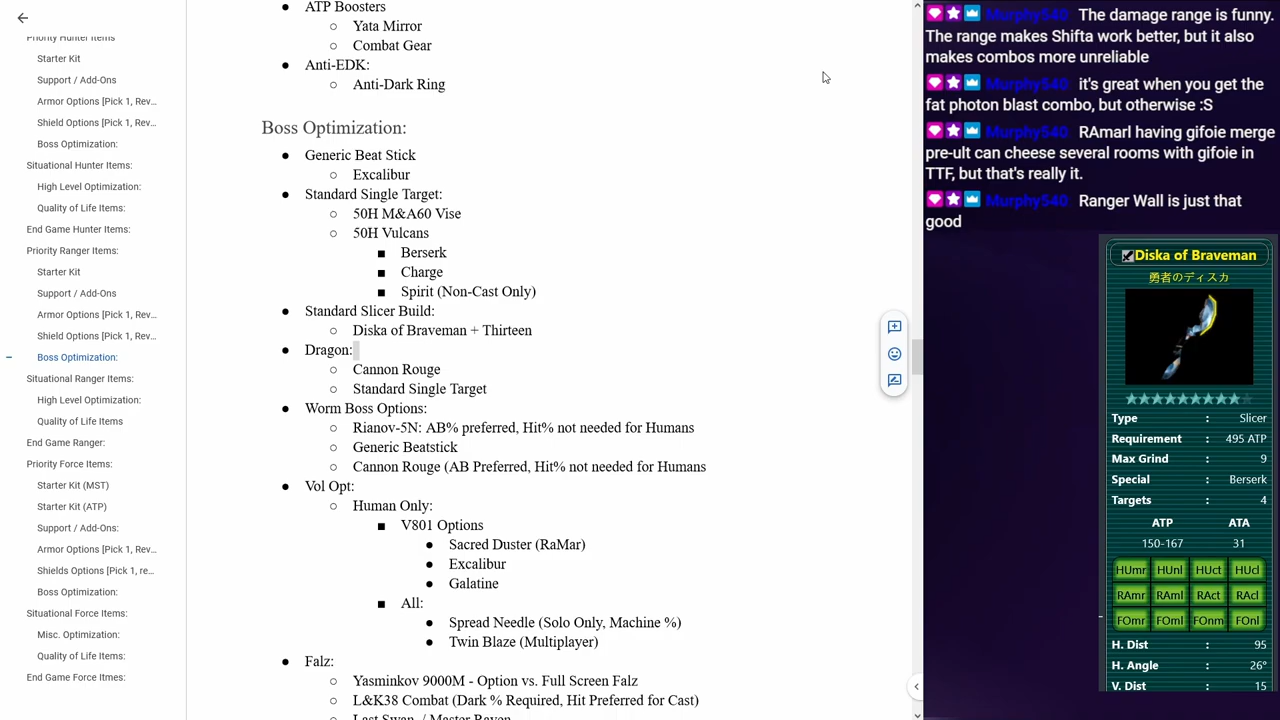 Priority Hunter Items
Starter Kit
Support / Add-Ons
Armor Options [Pick 1, Rev...
Shield Options [Pick 1, Rev...
Boss Optimization:
Situational Hunter Items:
High Level Optimization:
Quality of Life Items:
End Game Hunter Items:
Priority Ranger Items:
Starter Kit
Support / Add-Ons
Armor Options [Pick 1, Rev...
Shield Options [Pick 1, Rev...
Boss Optimization:
Situational Ranger Items:
High Level Optimization:
Quality of Life Items
End Game Ranger:
Priority Force Items:
Starter Kit (MST)
Starter Kit (ATP)
Support / Add-Ons:
Armor Options [Pick 1, Rev...
Shields Options [Pick 1, re...
Boss Optimization:
Situational Force Items:
Misc. Optimization:
Quality of Life Items:
End Game Force Itmes:
ATP Boosters
Yata Mirror
Combat Gear
Anti-EDK:
Anti-Dark Ring
Boss Optimization:
Generic Beat Stick
Excalibur
Standard Single Target:
50H M&A60 Vise
50H Vulcans
Berserk
Charge
Spirit (Non-Cast Only)
Standard Slicer Build:
Diska of Braveman + Thirteen
Dragon:
Cannon Rouge
Standard Single Target
Worm Boss Options:
Rianov-5N: AB% preferred, Hit% not needed for Humans
Generic Beatstick
Cannon Rouge (AB Preferred, Hit% not needed for Humans
Vol Opt:
Human Only:
V801 Options
Sacred Duster (RaMar)
Excalibur
Galatine
All:
Spread Needle (Solo Only, Machine %)
Twin Blaze (Multiplayer)
Falz:
Yasminkov 9000M - Option vs. Full Screen Falz
L&K38 Combat (Dark % Required, Hit Preferred for Cast)
Last Swan / Master Raven
Murphy540 The damage range is funny.
The range makes Shifta work better, but it also
makes combos more unreliable
Murphy540 it's great when you get the
fat photon blast combo, but otherwise :S
Murphy540 RAmarl having gifoie merge
pre-ult can cheese several rooms with gifoie in
TTF, but that's really it.
Murphy540 Ranger Wall is just that
good
Diska of Braveman
勇者のディスカ
Type : Slicer
Requirement : 495 ATP
Max Grind : 9
Special : Berserk
Targets : 4
ATP ATA
150-167 31
HUmr HUnl HUct HUcl
RAmr RAml RAct RAcl
FOmr FOml FOnm FOnl
H. Dist : 95
H. Angle : 26°
V. Dist : 15